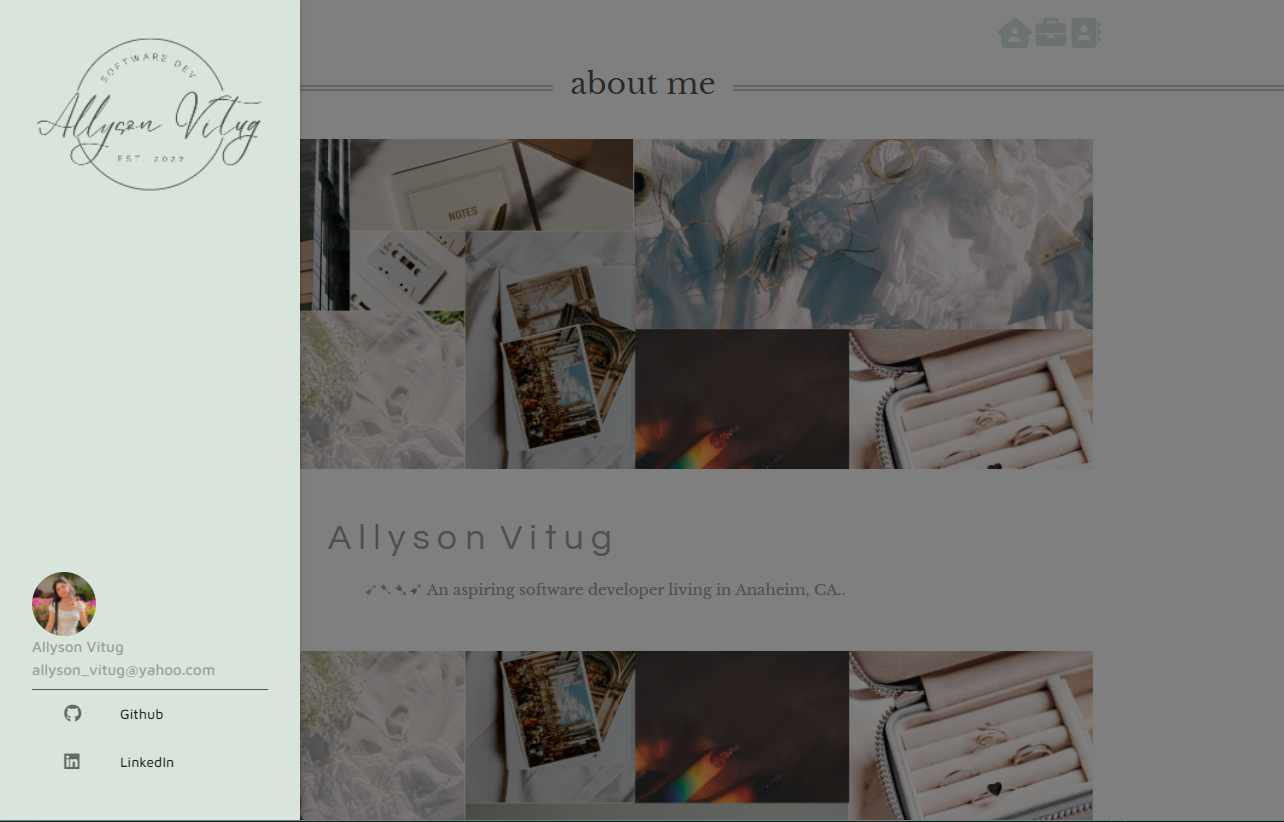 SOFTWARE DEV
Allyson Vitug
EST. 2022
about me
NOTES
Allyson Vitug
➶ ➷ ➷ ➶ An aspiring software developer living in Anaheim, CA..
Allyson Vitug
allyson_vitug@yahoo.com
Github
LinkedIn